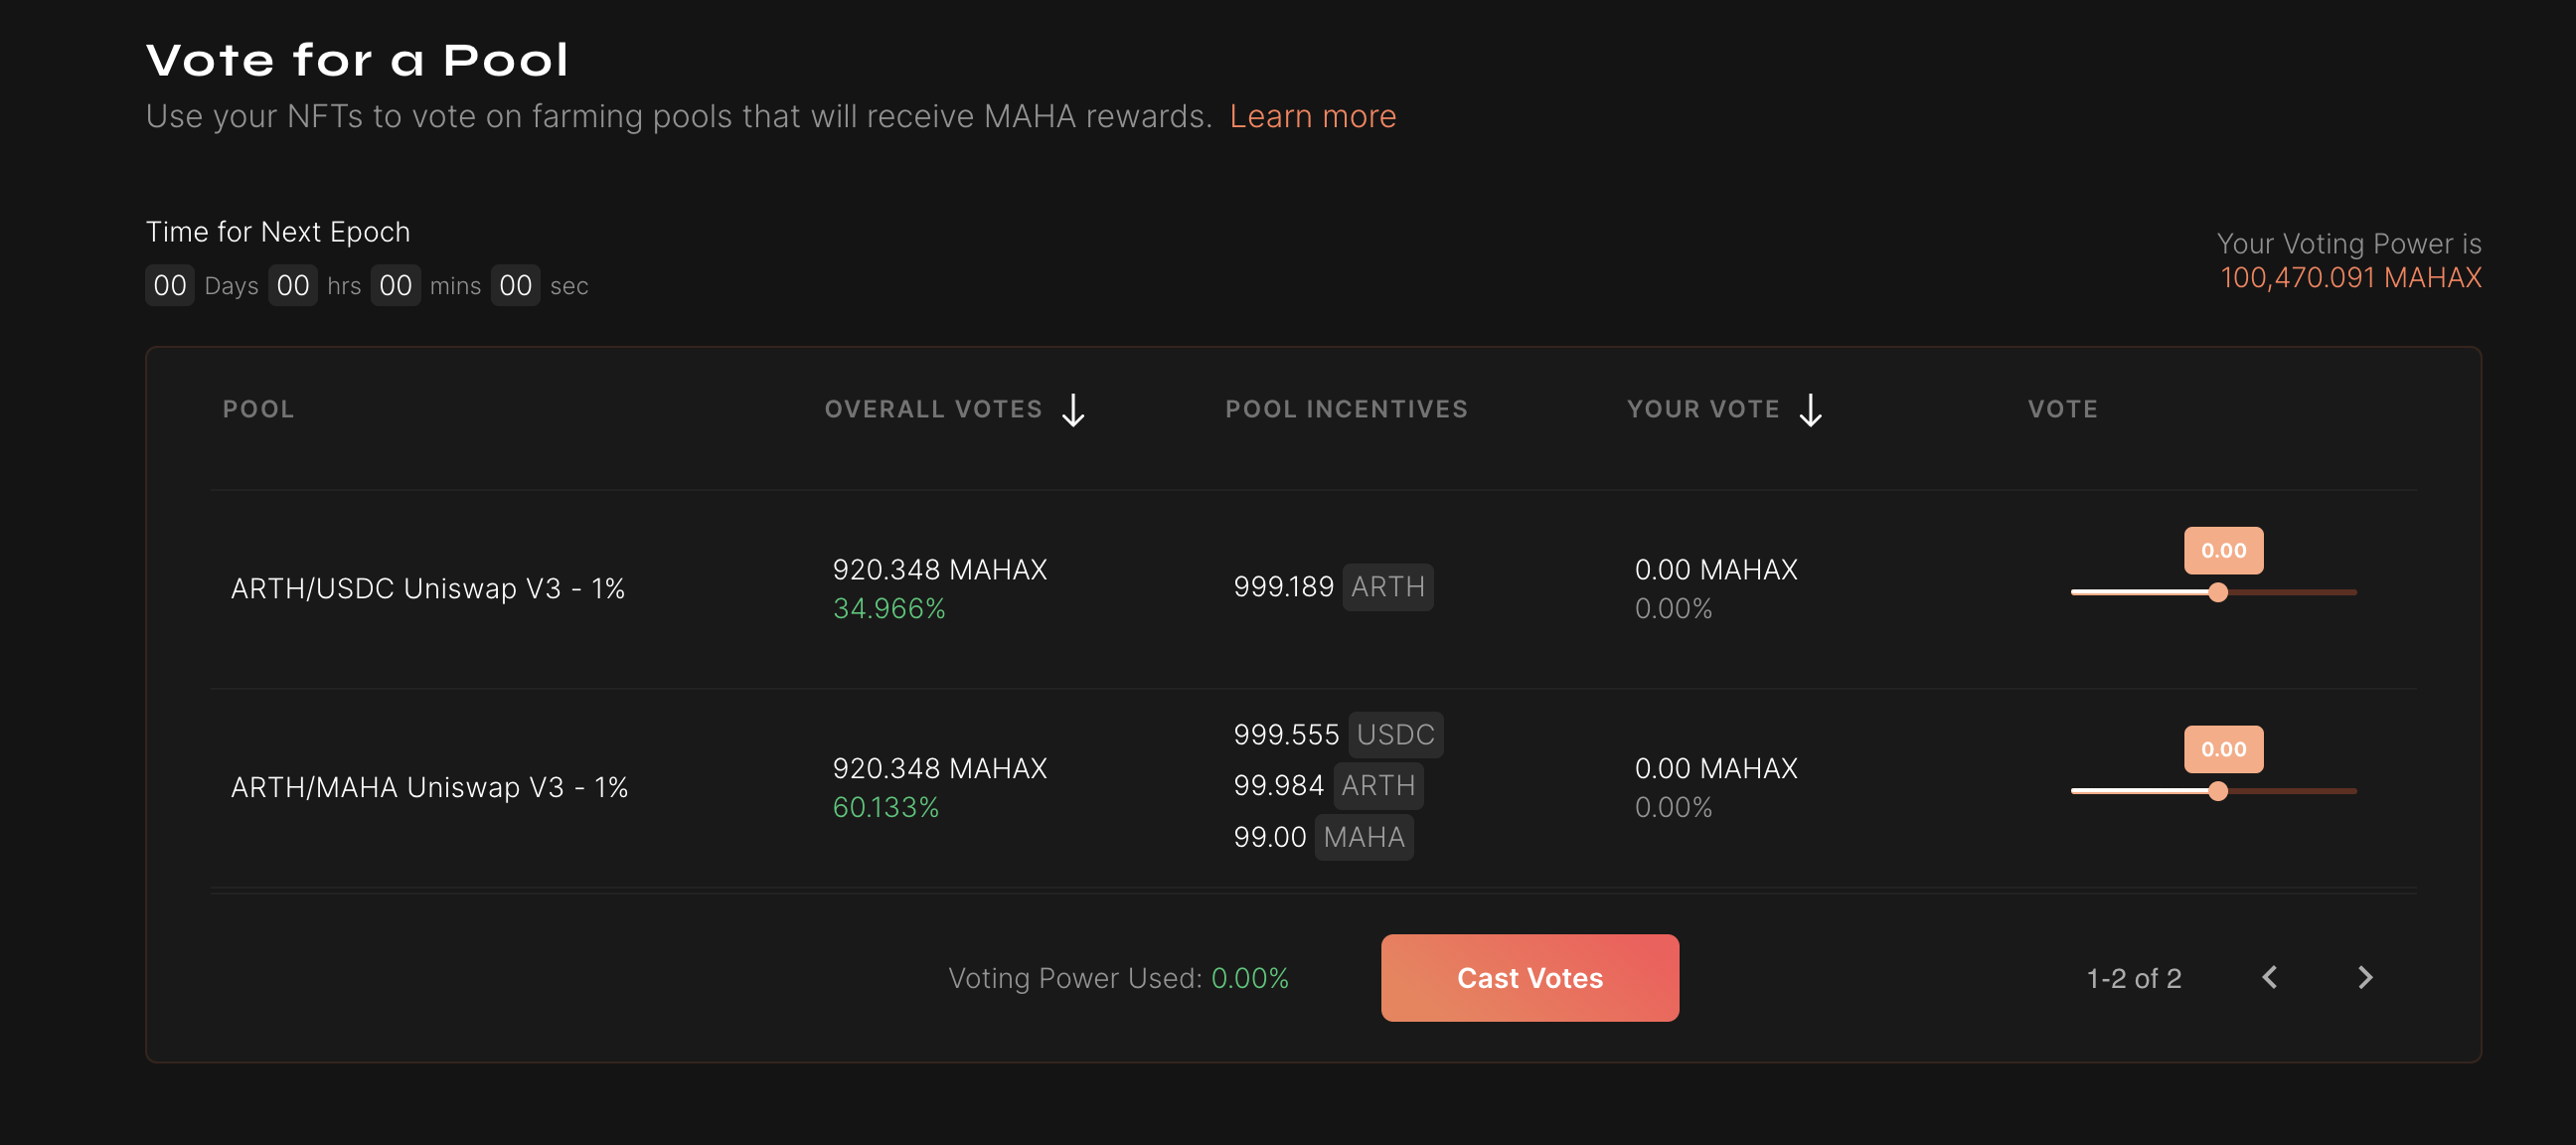 Vote for a Pool
Use your NFTs to vote on farming pools that will receive MAHA rewards. Learn more
Time for Next Epoch
00 Days 00 hrs 00 mins 00 sec
Your Voting Power is
100,470.091 MAHAX
POOL OVERALL VOTES POOL INCENTIVES YOUR VOTE VOTE
ARTH/USDC Uniswap V3 - 1%
920.348 MAHAX
34.966%
999.189 ARTH
0.00 MAHAX
0.00%
0.00
ARTH/MAHA Uniswap V3 - 1%
920.348 MAHAX
60.133%
999.555 USDC
99.984 ARTH
99.00 MAHA
0.00 MAHAX
0.00%
0.00
Voting Power Used: 0.00%
Cast Votes
1-2 of 2